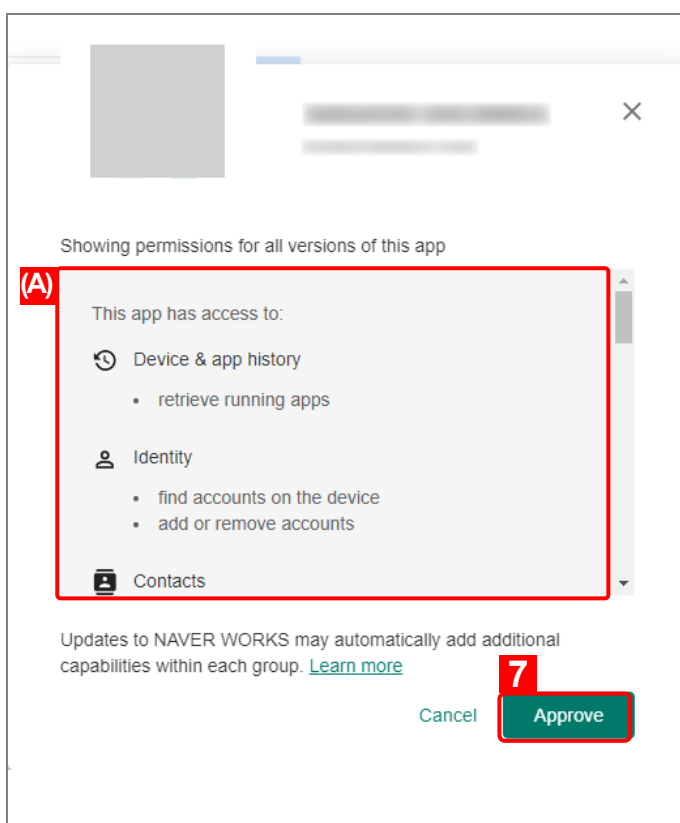 Showing permissions for all versions of this app
(A)
This app has access to:
Device & app history
• retrieve running apps
Identity
• find accounts on the device
• add or remove accounts
Contacts
Updates to NAVER WORKS may automatically add additional
capabilities within each group. Learn more
7
Cancel
Approve